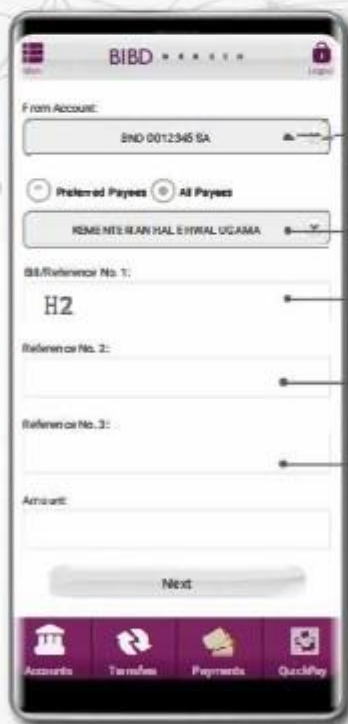 BIBD
Logout
From Account:
BND 0012345 SA
Preferred Payees All Payees
KEMENTERIAN HAL EHWAL UGAMA
Bill/Reference No. 1:
H2
Reference No. 2:
Reference No. 3:
Amount:
Next
Accounts Transfers Payments QuickPay